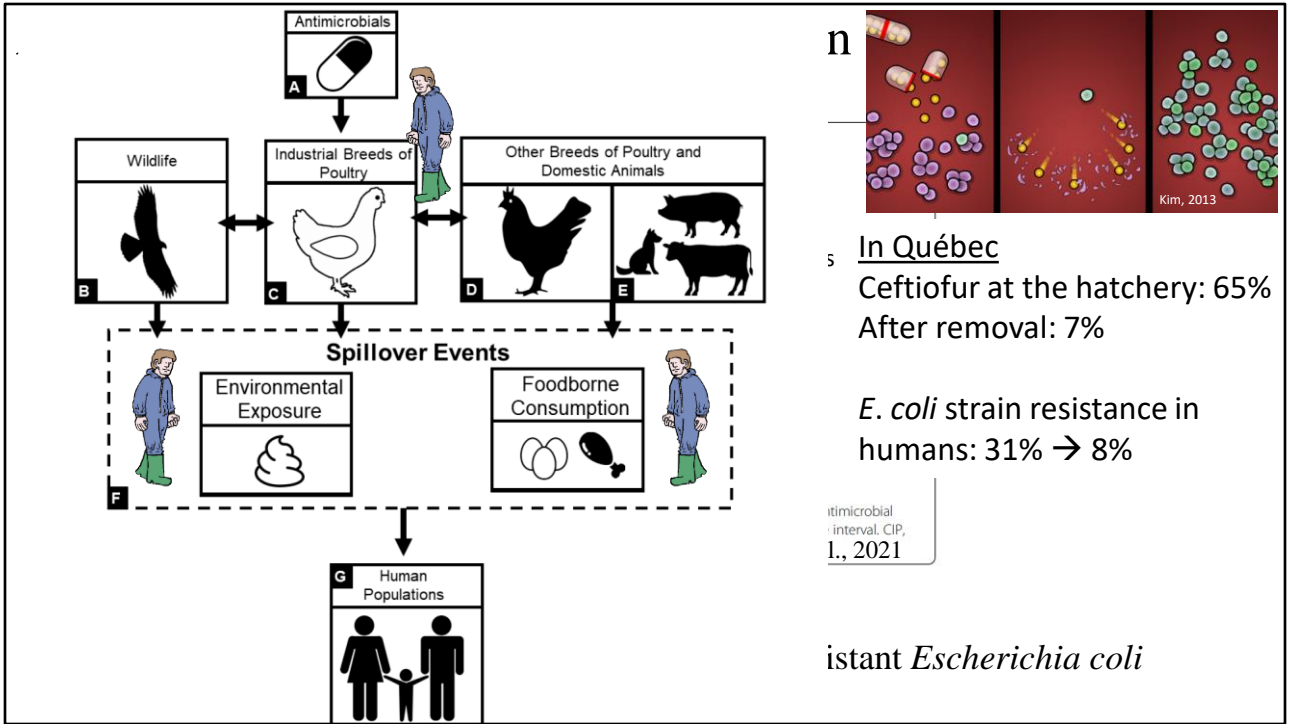 Antimicrobials
A
Wildlife
B
Industrial Breeds of
Poultry
C
Other Breeds of Poultry and
Domestic Animals
D
E
Spillover Events
Environmental
Exposure
Foodborne
Consumption
F
G
Human
Populations
n
Kim, 2013
s
In Québec
Ceftiofur at the hatchery: 65%
After removal: 7%
E. coli strain resistance in
humans: 31% → 8%
ntimicrobial
interval. CIP,
l., 2021
istant Escherichia coli